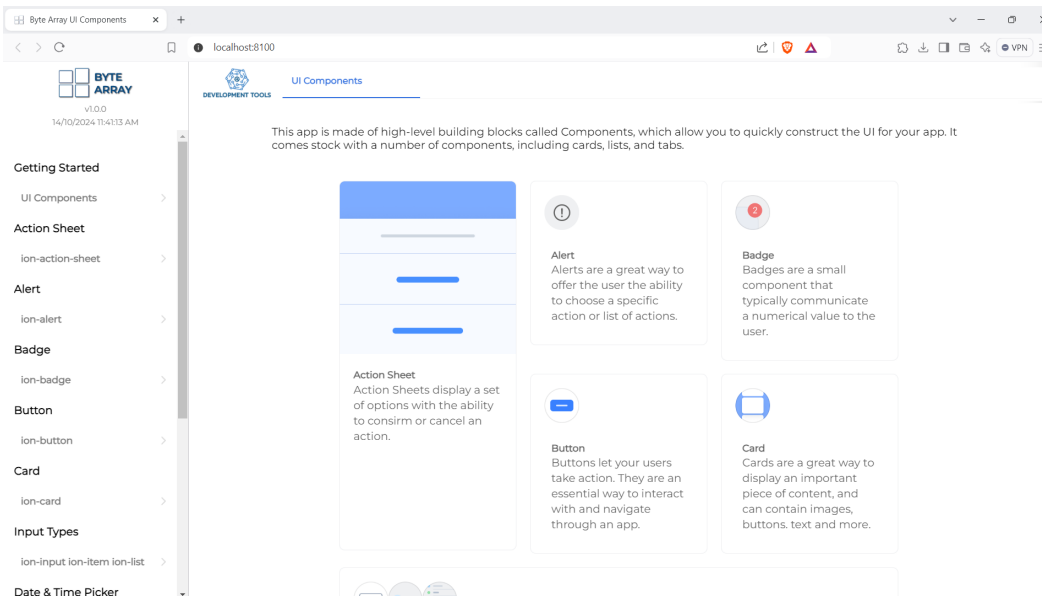 Byte Array UI Components
localhost:8100
VPN
BYTE
ARRAY
v1.0.0
14/10/2024 11:41:13 AM
Getting Started
UI Components
Action Sheet
ion-action-sheet
Alert
ion-alert
Badge
ion-badge
Button
ion-button
Card
ion-card
Input Types
ion-input ion-item ion-list
Date & Time Picker
DEVELOPMENT TOOLS
UI Components
This app is made of high-level building blocks called Components, which allow you to quickly construct the UI for your app. It
comes stock with a number of components, including cards, lists, and tabs.
Action Sheet
Action Sheets display a set
of options with the ability
to consirm or cancel an
action.
Alert
Alerts are a great way to
offer the user the ability
to choose a specific
action or list of actions.
2
Badge
Badges are a small
component that
typically communicate
a numerical value to the
user.
Button
Buttons let your users
take action. They are an
essential way to interact
with and navigate
through an app.
Card
Cards are a great way to
display an important
piece of content, and
can contain images,
buttons. text and more.